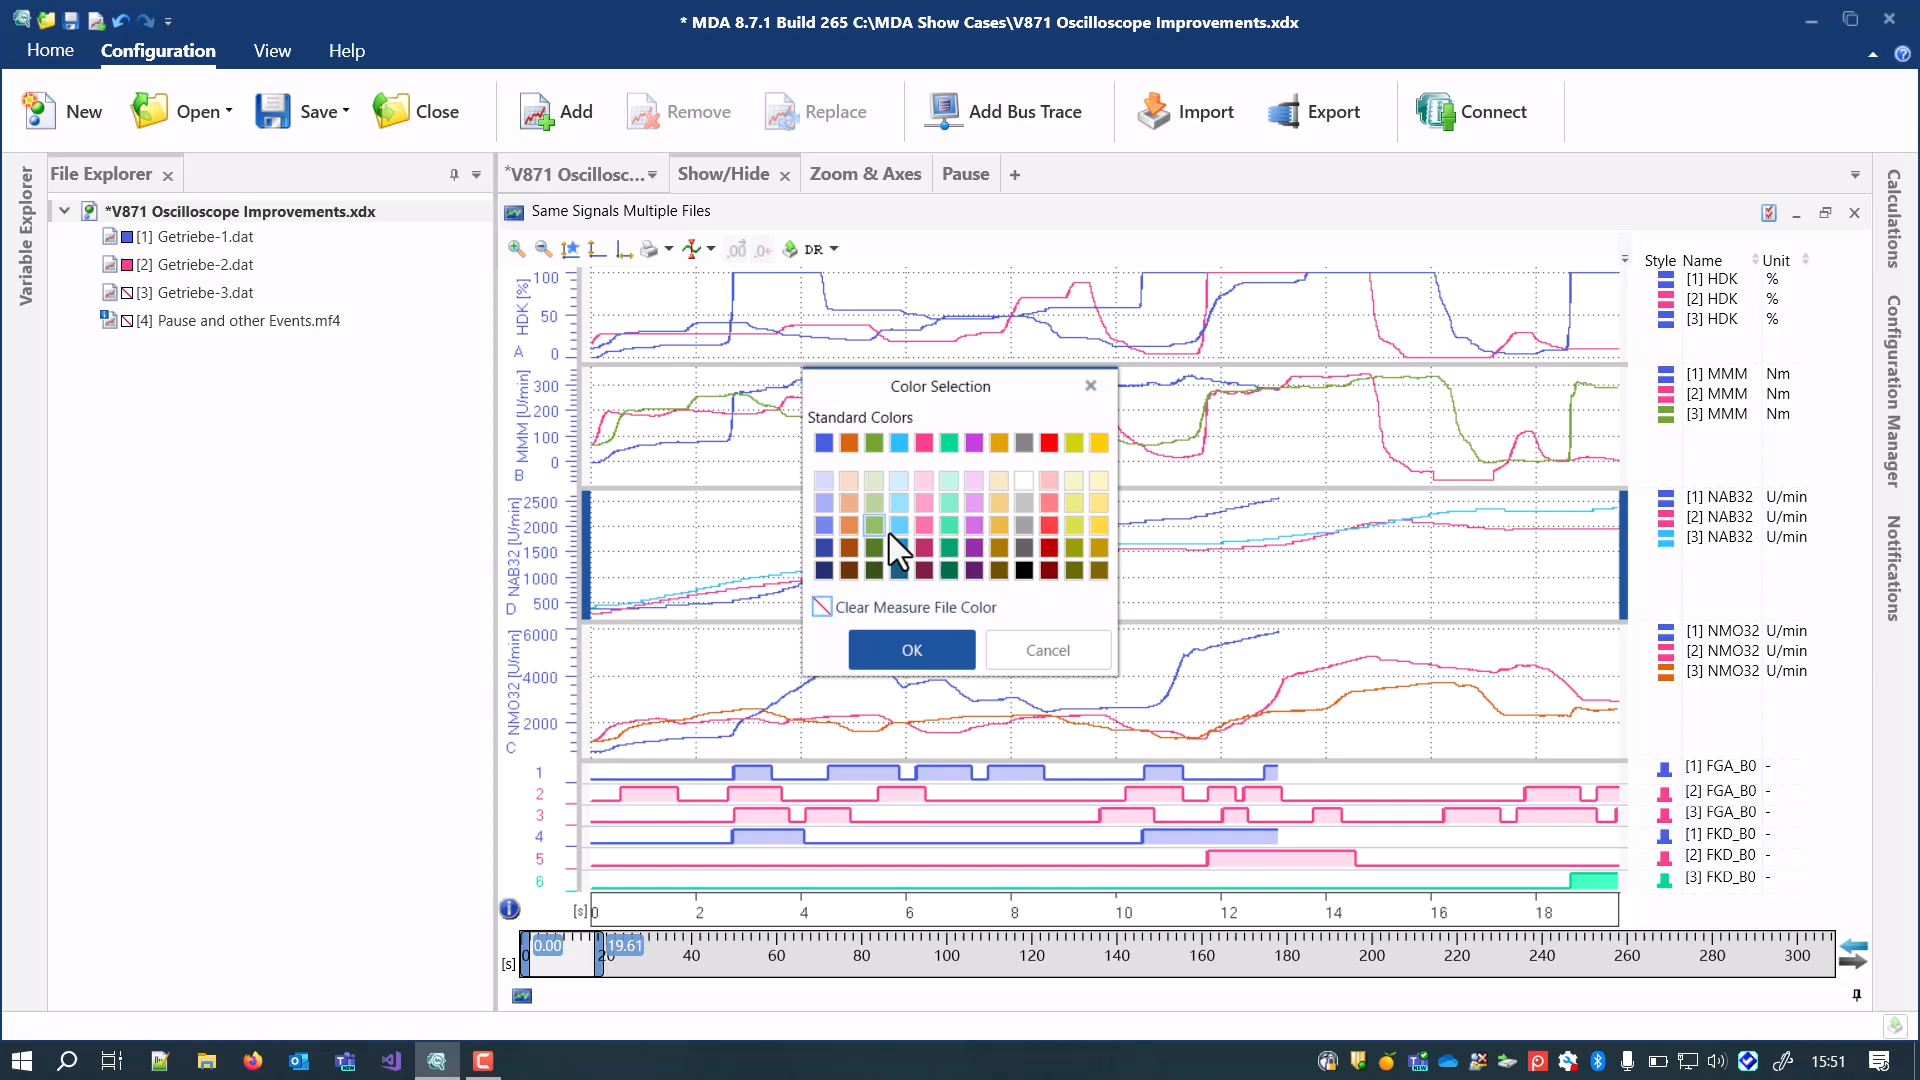 * MDA 8.7.1 Build 265 C:\MDA Show Cases\V871 Oscilloscope Improvements.xdx
Home Configuration View Help
New Open Save Close Add Remove Replace Add Bus Trace Import Export Connect
Variable Explorer
File Explorer
*V871 Oscilloscope Improvements.xdx
[1] Getriebe-1.dat
[2] Getriebe-2.dat
[3] Getriebe-3.dat
[4] Pause and other Events.mf4
*V871 Oscillosc... Show/Hide Zoom & Axes Pause +
Same Signals Multiple Files
DR
Style Name Unit
[1] HDK %
[2] HDK %
[3] HDK %
[1] MMM Nm
[2] MMM Nm
[3] MMM Nm
[1] NAB32 U/min
[2] NAB32 U/min
[3] NAB32 U/min
[1] NMO32 U/min
[2] NMO32 U/min
[3] NMO32 U/min
[1] FGA_B0 -
[2] FGA_B0 -
[3] FGA_B0 -
[1] FKD_B0 -
[2] FKD_B0 -
[3] FKD_B0 -
HDK [%]
A
100
50
0
MMM [U/min]
B
300
200
100
0
NAB32 [U/min]
D
2500
2000
1500
1000
500
NMO32 [U/min]
C
6000
4000
2000
1
2
3
4
5
6
Color Selection
Standard Colors
Clear Measure File Color
OK Cancel
[s] 0 2 4 6 8 10 12 14 16 18
0.00 19.61
[s] 0 20 40 60 80 100 120 140 160 180 200 220 240 260 280 300
Calculations
Configuration Manager
Notifications
15:51